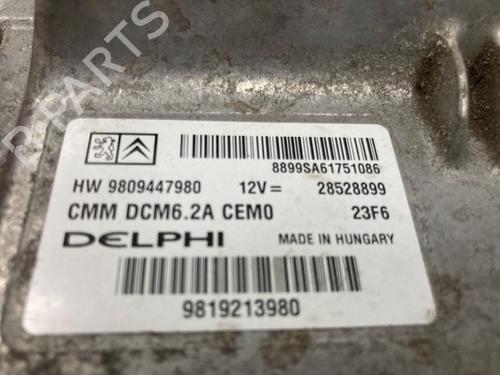 8899SA61751086
HW 9809447980 12V= 28528899
CMM DCM6.2A CEM0 23F6
DELPHI MADE IN HUNGARY
9819213980